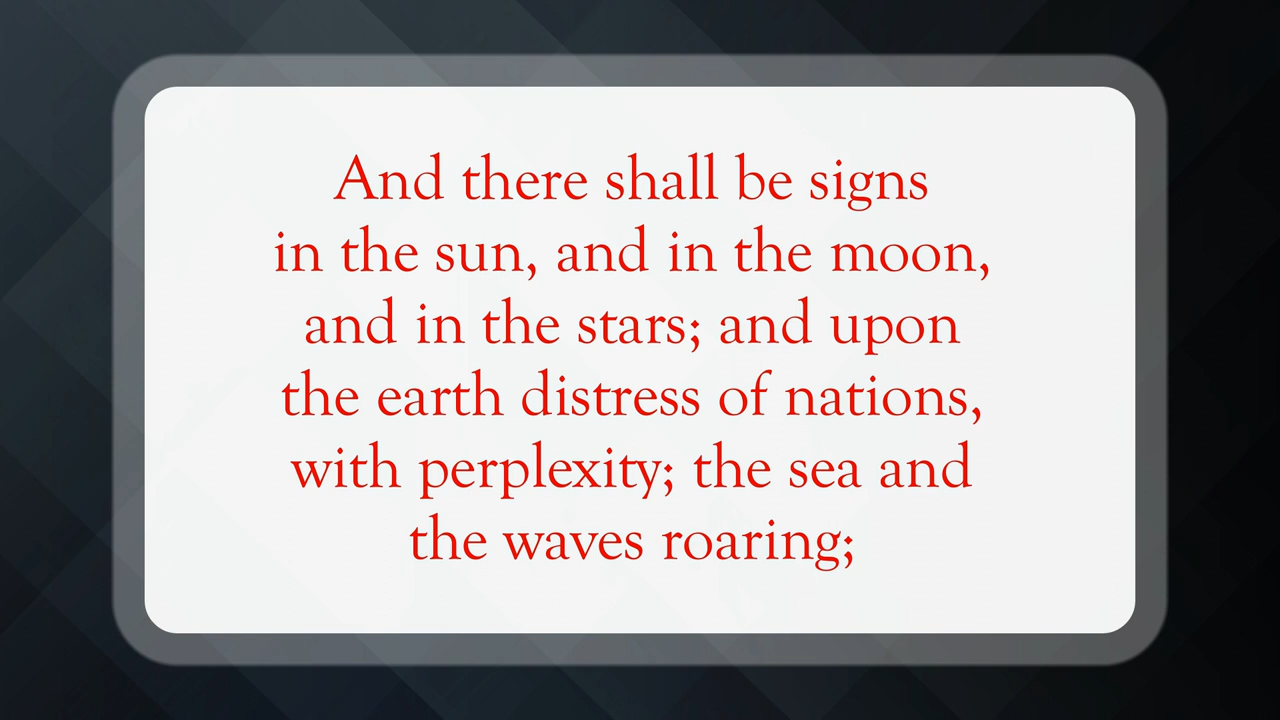 And there shall be signs
in the sun, and in the moon,
and in the stars; and upon
the earth distress of nations,
with perplexity; the sea and
the waves roaring;